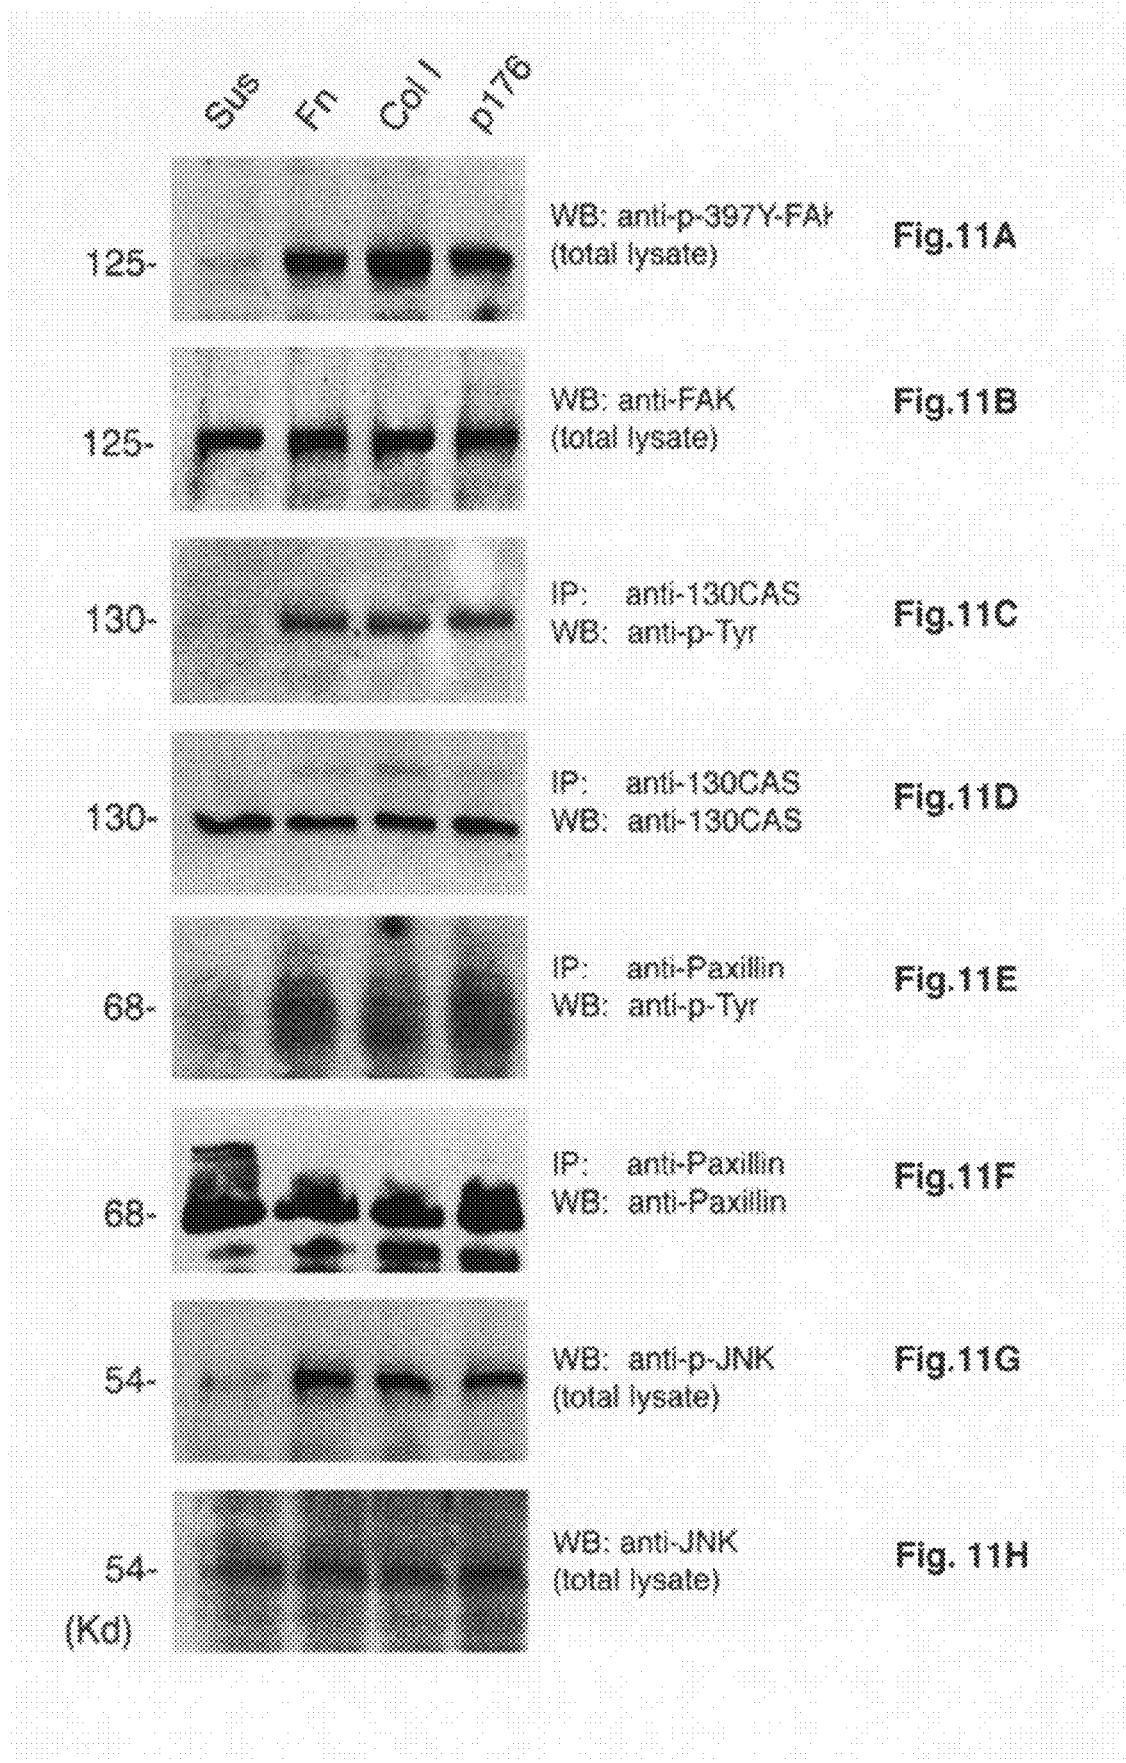 Sus Fn Col I p176
WB: anti-p-397Y-FAK
(total lysate)
Fig.11A
125-
WB: anti-FAK
(total lysate)
Fig.11B
125-
IP: anti-130CAS
WB: anti-p-Tyr
Fig.11C
130-
IP: anti-130CAS
WB: anti-130CAS
Fig.11D
130-
IP: anti-Paxillin
WB: anti-p-Tyr
Fig.11E
68-
IP: anti-Paxillin
WB: anti-Paxillin
Fig.11F
68-
WB: anti-p-JNK
(total lysate)
Fig.11G
54-
WB: anti-JNK
(total lysate)
Fig. 11H
54-
(Kd)